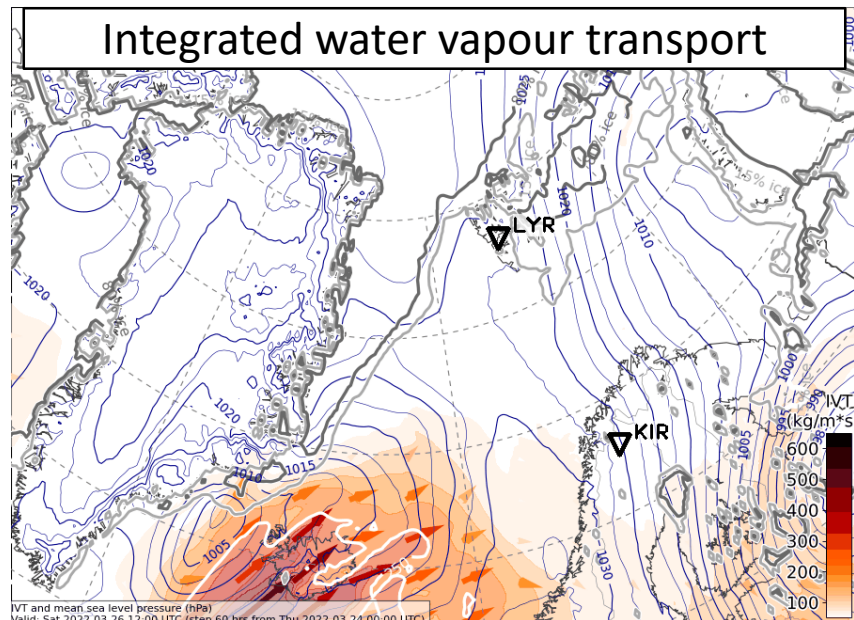 Integrated water vapour transport
1000
1025
1020
LYR
1020
1010
1020
1000
995
IVT
(kg/m*s
KIR
1020
1005
1015
1010
1005
1030
600
500
400
300
200
100
IVT and mean sea level pressure (hPa)
Valid: Sat 2022-03-26 12:00 UTC (step 60 hrs from Thu 2022-03-24 00:00 UTC)